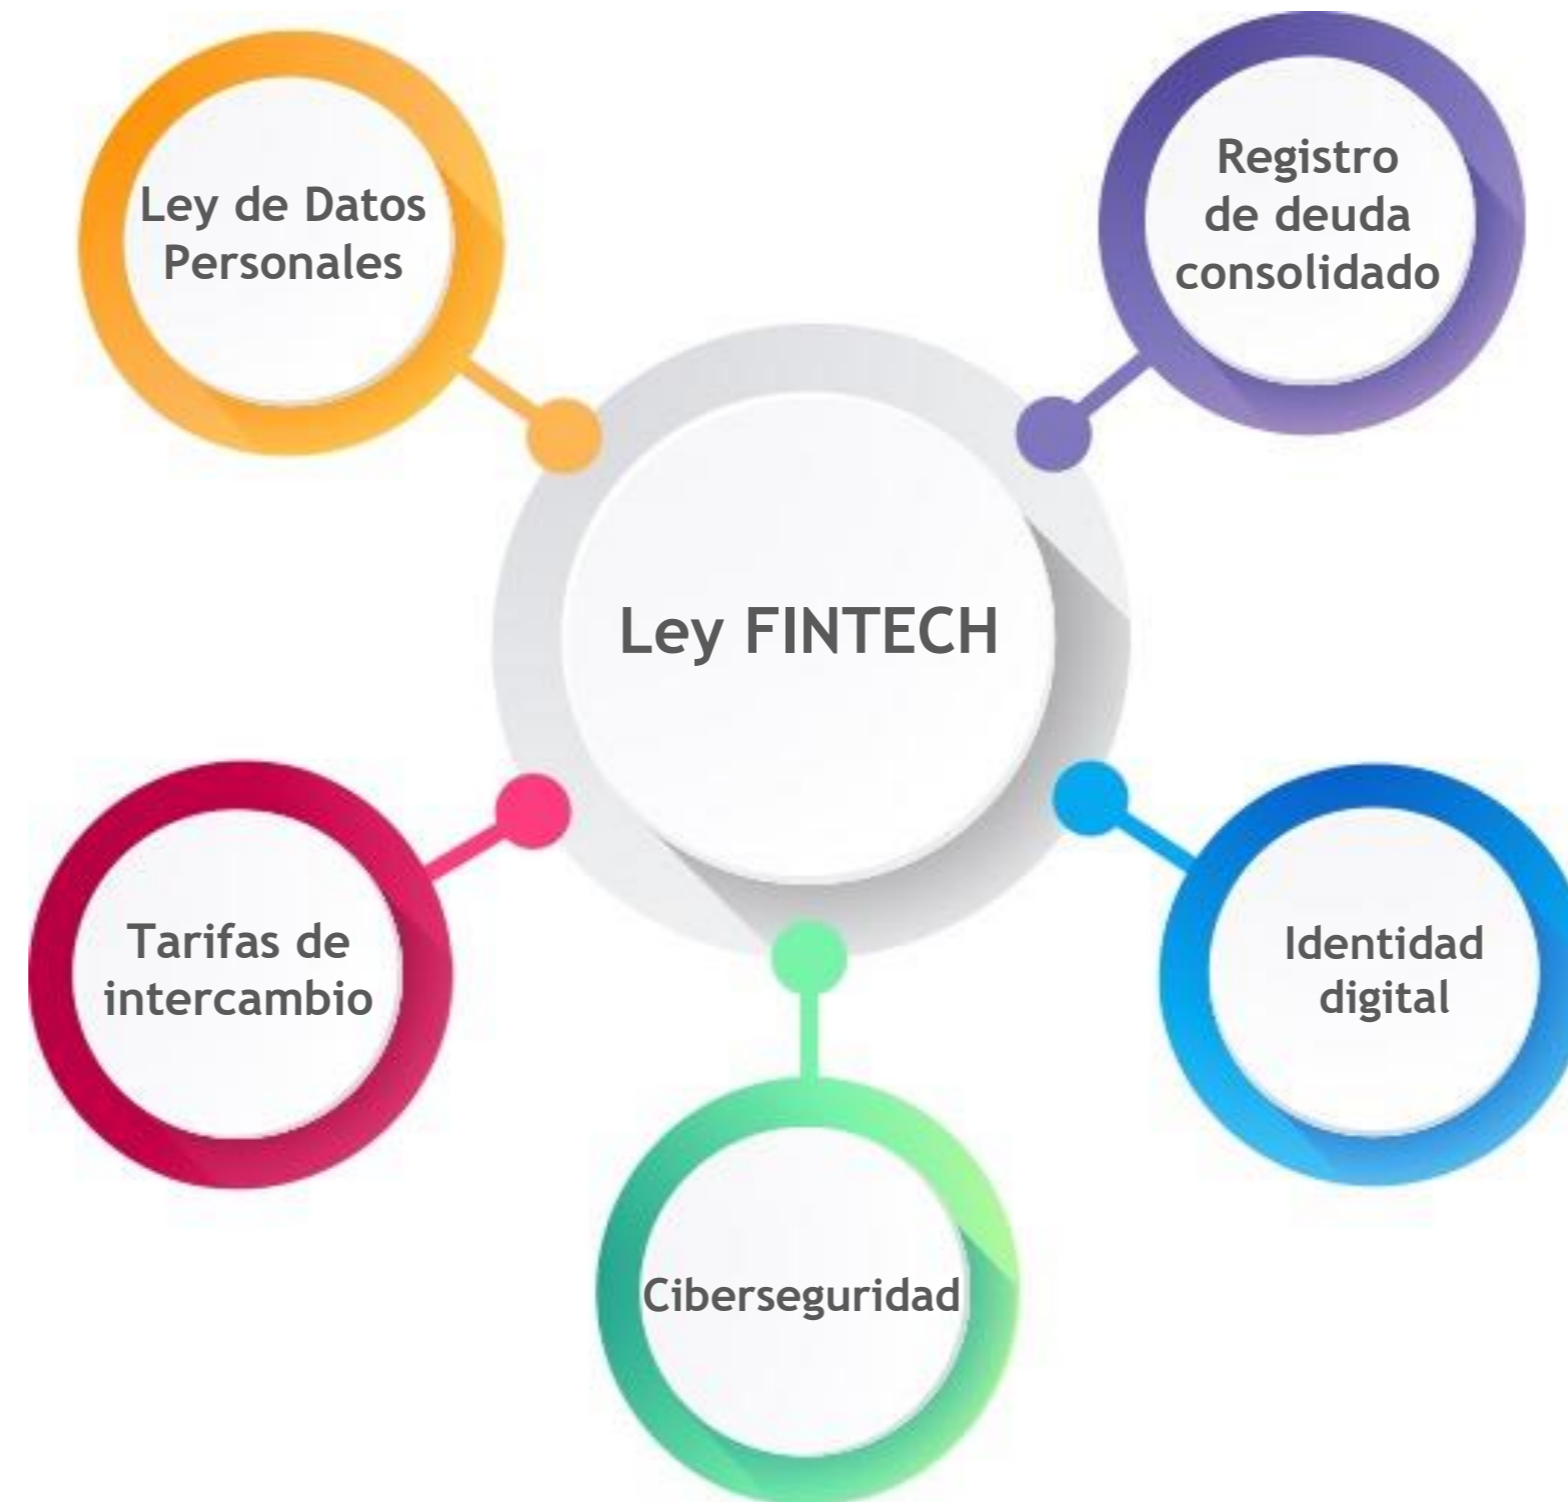 Ley de Datos
Personales
Registro
de deuda
consolidado
Ley FINTECH
Tarifas de
intercambio
Identidad
digital
Ciberseguridad